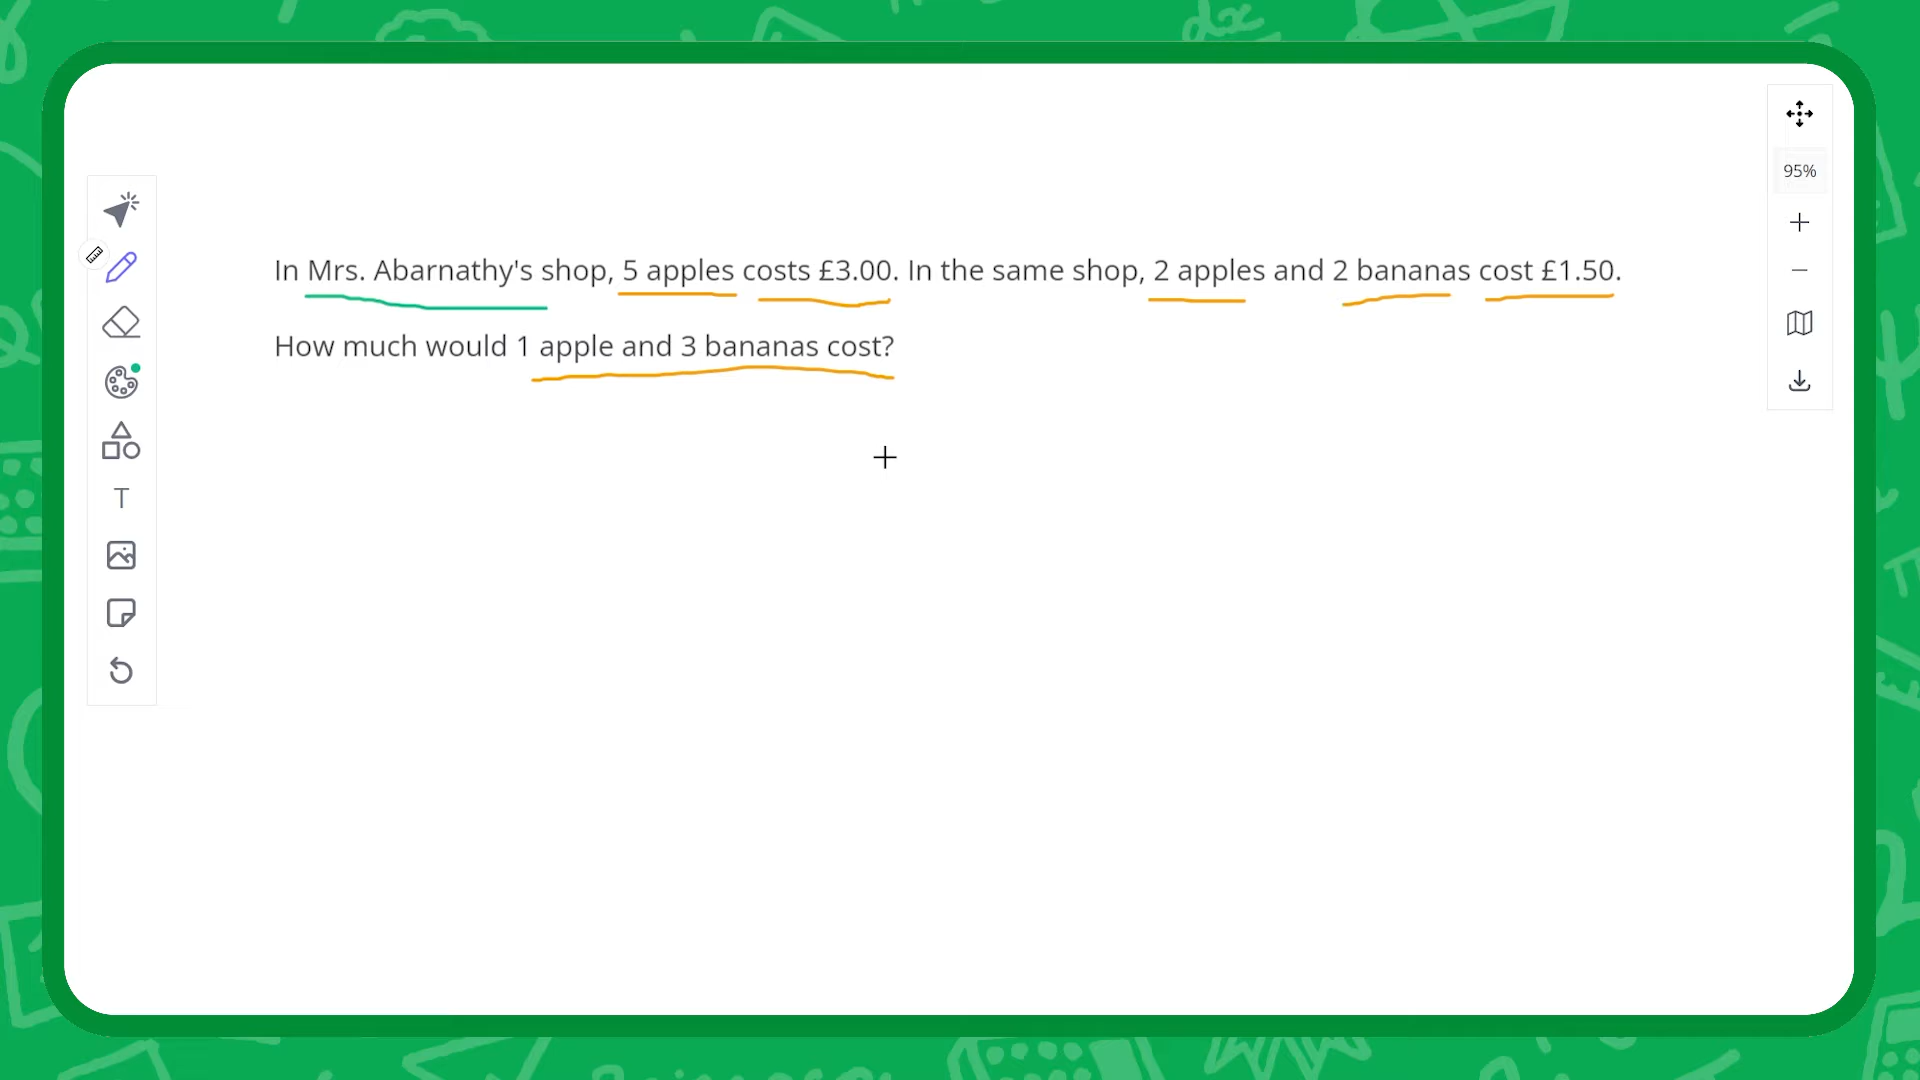 dx
95%
In Mrs. Abarnathy's shop, 5 apples costs £3.00. In the same shop, 2 apples and 2 bananas cost £1.50.
How much would 1 apple and 3 bananas cost?
T